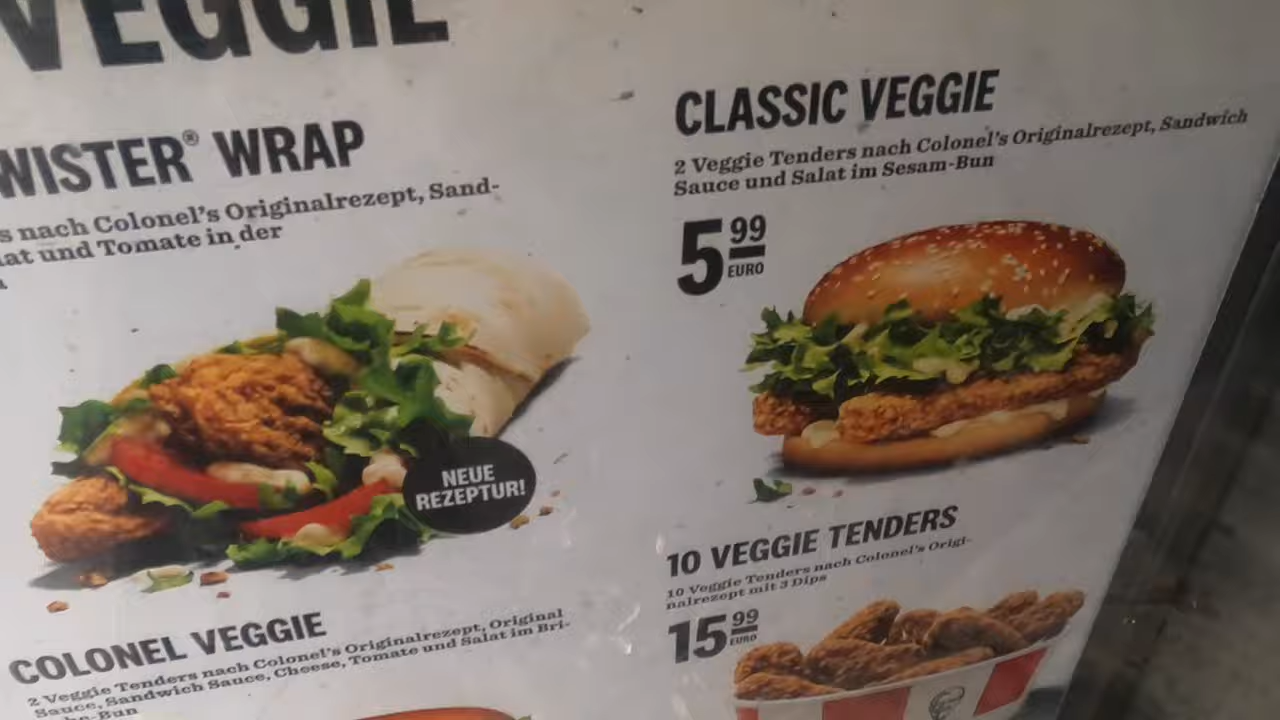 VEGGIE
WISTER® WRAP
s nach Colonel's Originalrezept, Sand-
at und Tomate in der
NEUE
REZEPTUR!
COLONEL VEGGIE
2 Veggie Tenders nach Colonel's Originalrezept, Original
Sauce, Sandwich Sauce, Cheese, Tomate und Salat im Bri-
-Bun
CLASSIC VEGGIE
2 Veggie Tenders nach Colonel's Originalrezept, Sandwich
Sauce und Salat im Sesam-Bun
5 99
EURO
10 VEGGIE TENDERS
10 Veggie Tenders nach Colonel's Origi-
nalrezept mit 3 Dips
15 99
EURO